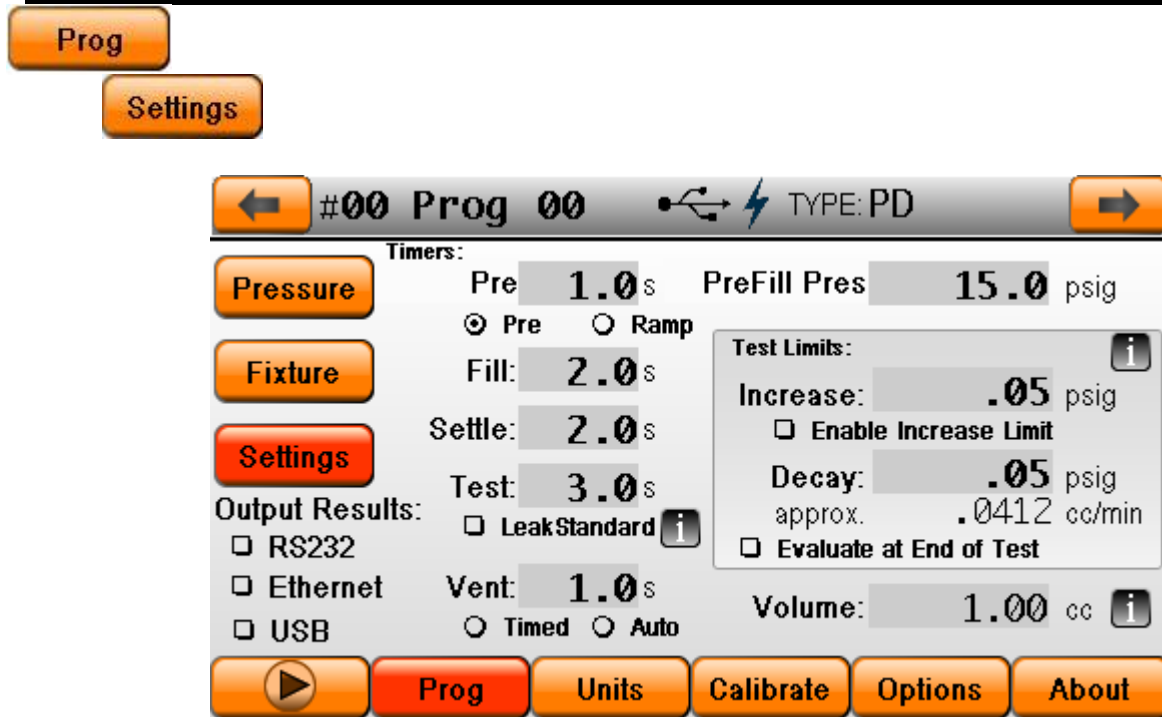 Prog
Settings
#00 Prog 00 TYPE: PD
Timers:
Pressure
Pre 1.0 s
PreFill Pres 15.0 psig
Pre Ramp
Fixture
Fill: 2.0 s
Test Limits: i
Increase: .05 psig
Enable Increase Limit
Settings
Settle: 2.0 s
Decay: .05 psig
approx. .0412 cc/min
Evaluate at End of Test
Output Results:
Test: 3.0 s
LeakStandard i
RS232
Ethernet
USB
Vent: 1.0 s
Timed Auto
Volume: 1.00 cc i
Prog Units Calibrate Options About